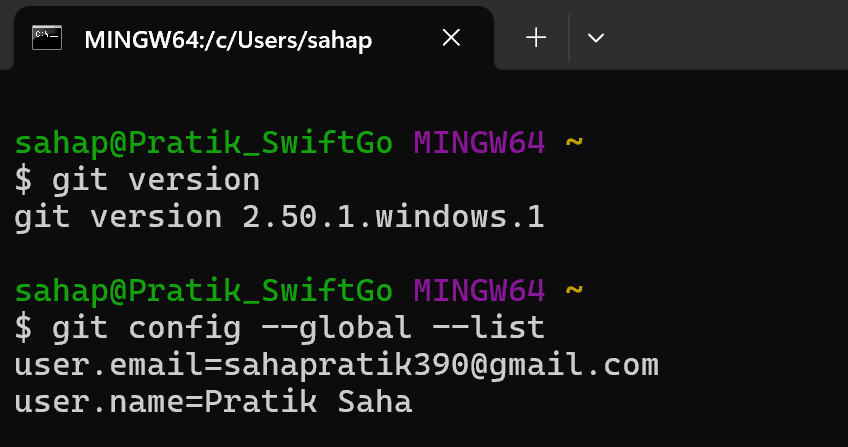 MINGW64:/c/Users/sahap
sahap@Pratik_SwiftGo MINGW64 ~
$ git version
git version 2.50.1.windows.1
sahap@Pratik_SwiftGo MINGW64 ~
$ git config --global --list
user.email=sahapratik390@gmail.com
user.name=Pratik Saha